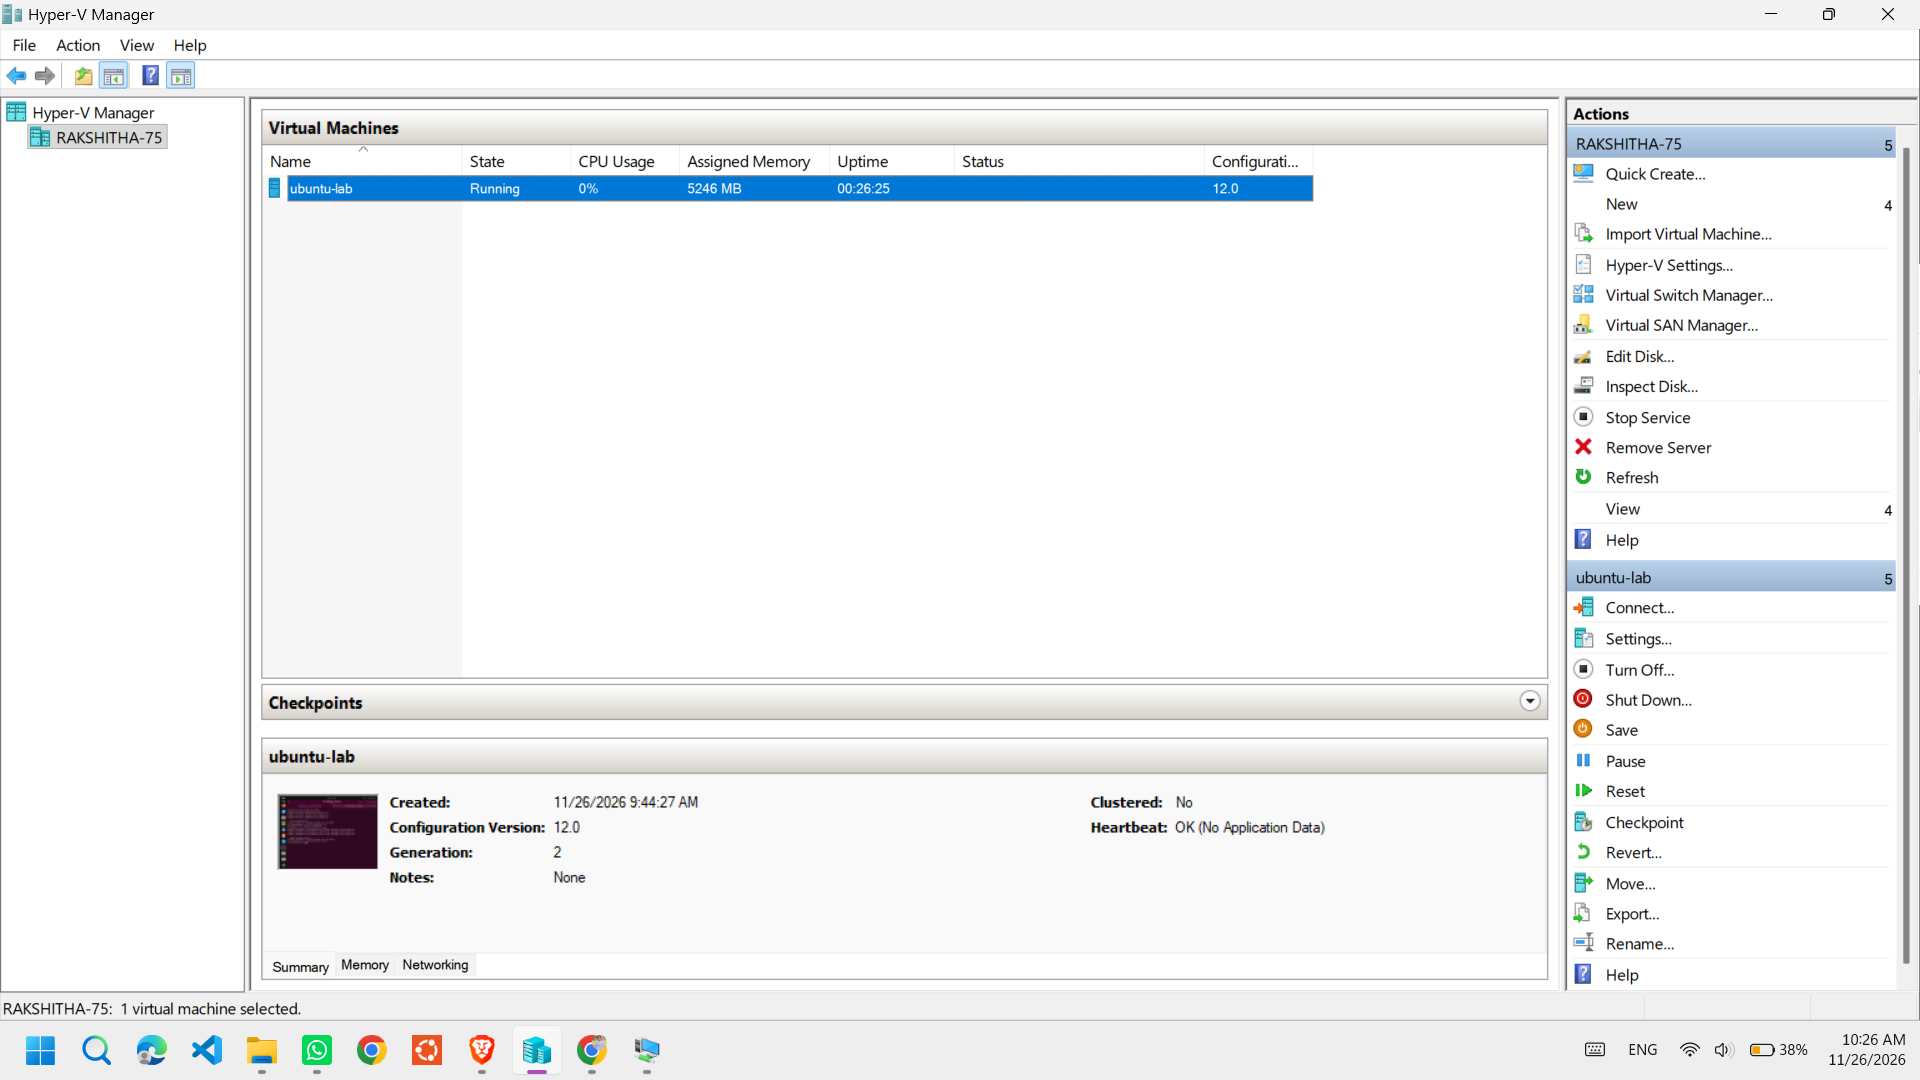 Hyper-V Manager
File Action View Help
Hyper-V Manager
RAKSHITHA-75
Virtual Machines
Name State CPU Usage Assigned Memory Uptime Status Configurati...
ubuntu-lab Running 0% 5246 MB 00:26:25 12.0
Checkpoints
ubuntu-lab
Created: 11/26/2026 9:44:27 AM Clustered: No
Configuration Version: 12.0 Heartbeat: OK (No Application Data)
Generation: 2
Notes: None
Summary Memory Networking
Actions
RAKSHITHA-75 5
Quick Create...
New 4
Import Virtual Machine...
Hyper-V Settings...
Virtual Switch Manager...
Virtual SAN Manager...
Edit Disk...
Inspect Disk...
Stop Service
Remove Server
Refresh
View 4
Help
ubuntu-lab 5
Connect...
Settings...
Turn Off...
Shut Down...
Save
Pause
Reset
Checkpoint
Revert...
Move...
Export...
Rename...
Help
RAKSHITHA-75: 1 virtual machine selected.
ENG 38% 10:26 AM
11/26/2026